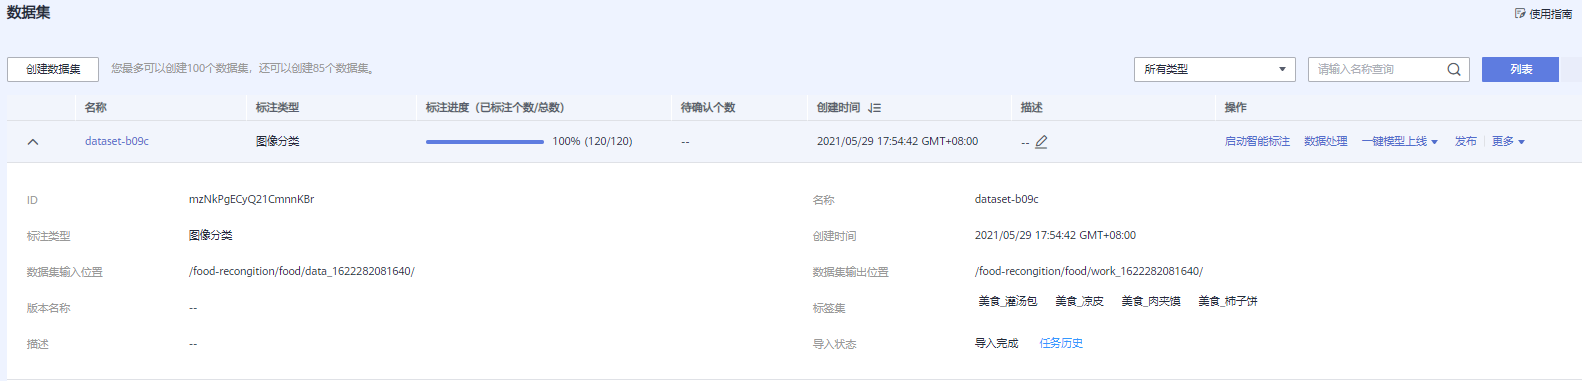 数据集
使用指南
创建数据集 您最多可以创建100个数据集，还可以创建85个数据集。 所有类型 请输入名称查询 列表
名称 标注类型 标注进度（已标注个数/总数） 待确认个数 创建时间 描述 操作
dataset-b09c 图像分类 100% (120/120) -- 2021/05/29 17:54:42 GMT+08:00 -- 启动智能标注 数据处理 一键模型上线 发布 更多
ID mzNkPgECyQ21CmnnKBr 名称 dataset-b09c
标注类型 图像分类 创建时间 2021/05/29 17:54:42 GMT+08:00
数据集输入位置 /food-recongition/food/data_1622282081640/ 数据集输出位置 /food-recongition/food/work_1622282081640/
版本名称 -- 标签集 美食_灌汤包 美食_凉皮 美食_肉夹馍 美食_柿子饼
描述 -- 导入状态 导入完成 任务历史